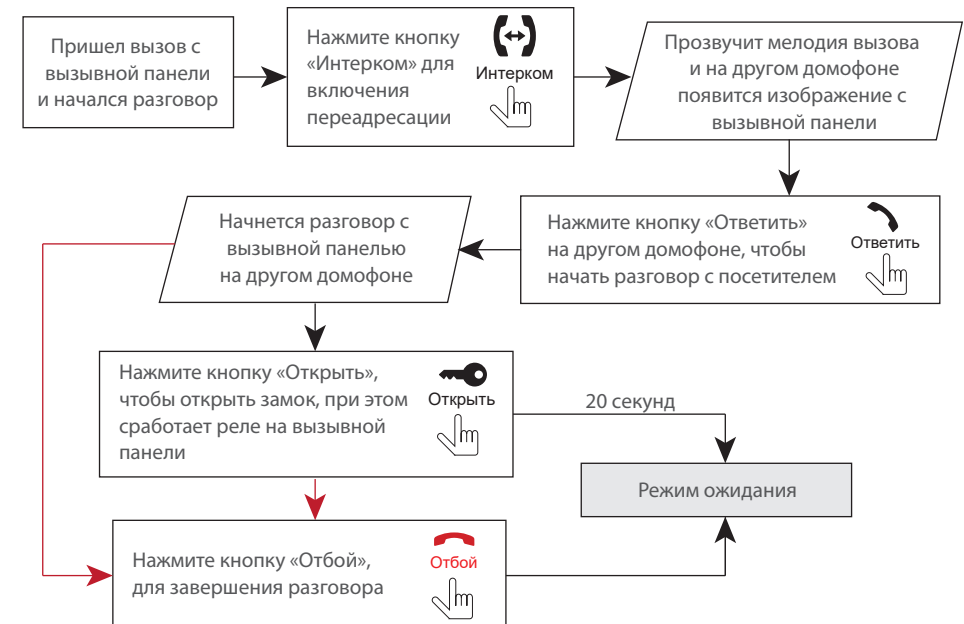 Пришел вызов с
вызывной панели
и начался разговор
Нажмите кнопку
«Интерком» для
включения
переадресации
Интерком
Прозвучит мелодия вызова
и на другом домофоне
появится изображение с
вызывной панели
Нажмите кнопку «Ответить»
на другом домофоне, чтобы
начать разговор с посетителем
Ответить
Начнется разговор с
вызывной панелью
на другом домофоне
Нажмите кнопку «Открыть»,
чтобы открыть замок, при этом
сработает реле на вызывной
панели
Открыть
20 секунд
Режим ожидания
Нажмите кнопку «Отбой»,
для завершения разговора
Отбой